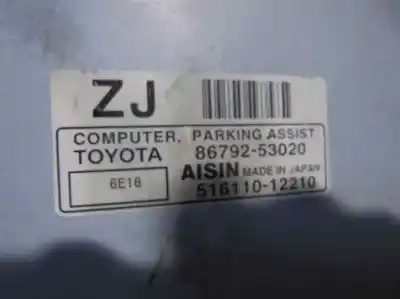 ZJ
COMPUTER, PARKING ASSIST
TOYOTA 86792-53020
6E16
AISIN MADE IN JAPAN
516110-12210